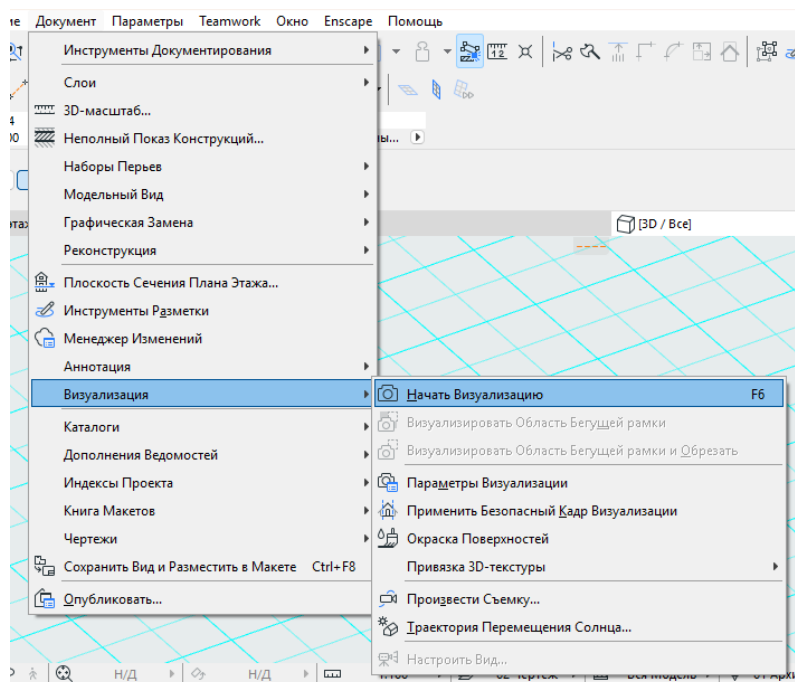 Документ Параметры Teamwork Окно Enscape Помощь
Инструменты Документирования
Слои
3D-масштаб...
Неполный Показ Конструкций...
Наборы Перьев
Модельный Вид
Графическая Замена
[3D / Все]
Реконструкция
Плоскость Сечения Плана Этажа...
Инструменты Разметки
Менеджер Изменений
Аннотация
Визуализация
Начать Визуализацию F6
Визуализировать Область Бегущей рамки
Визуализировать Область Бегущей рамки и Обрезать
Параметры Визуализации
Применить Безопасный Кадр Визуализации
Окраска Поверхностей
Привязка 3D-текстуры
Произвести Съемку...
Траектория Перемещения Солнца...
Настроить Вид...
Каталоги
Дополнения Ведомостей
Индексы Проекта
Книга Макетов
Чертежи
Сохранить Вид и Разместить в Макете Ctrl+F8
Опубликовать...
Н/Д Н/Д